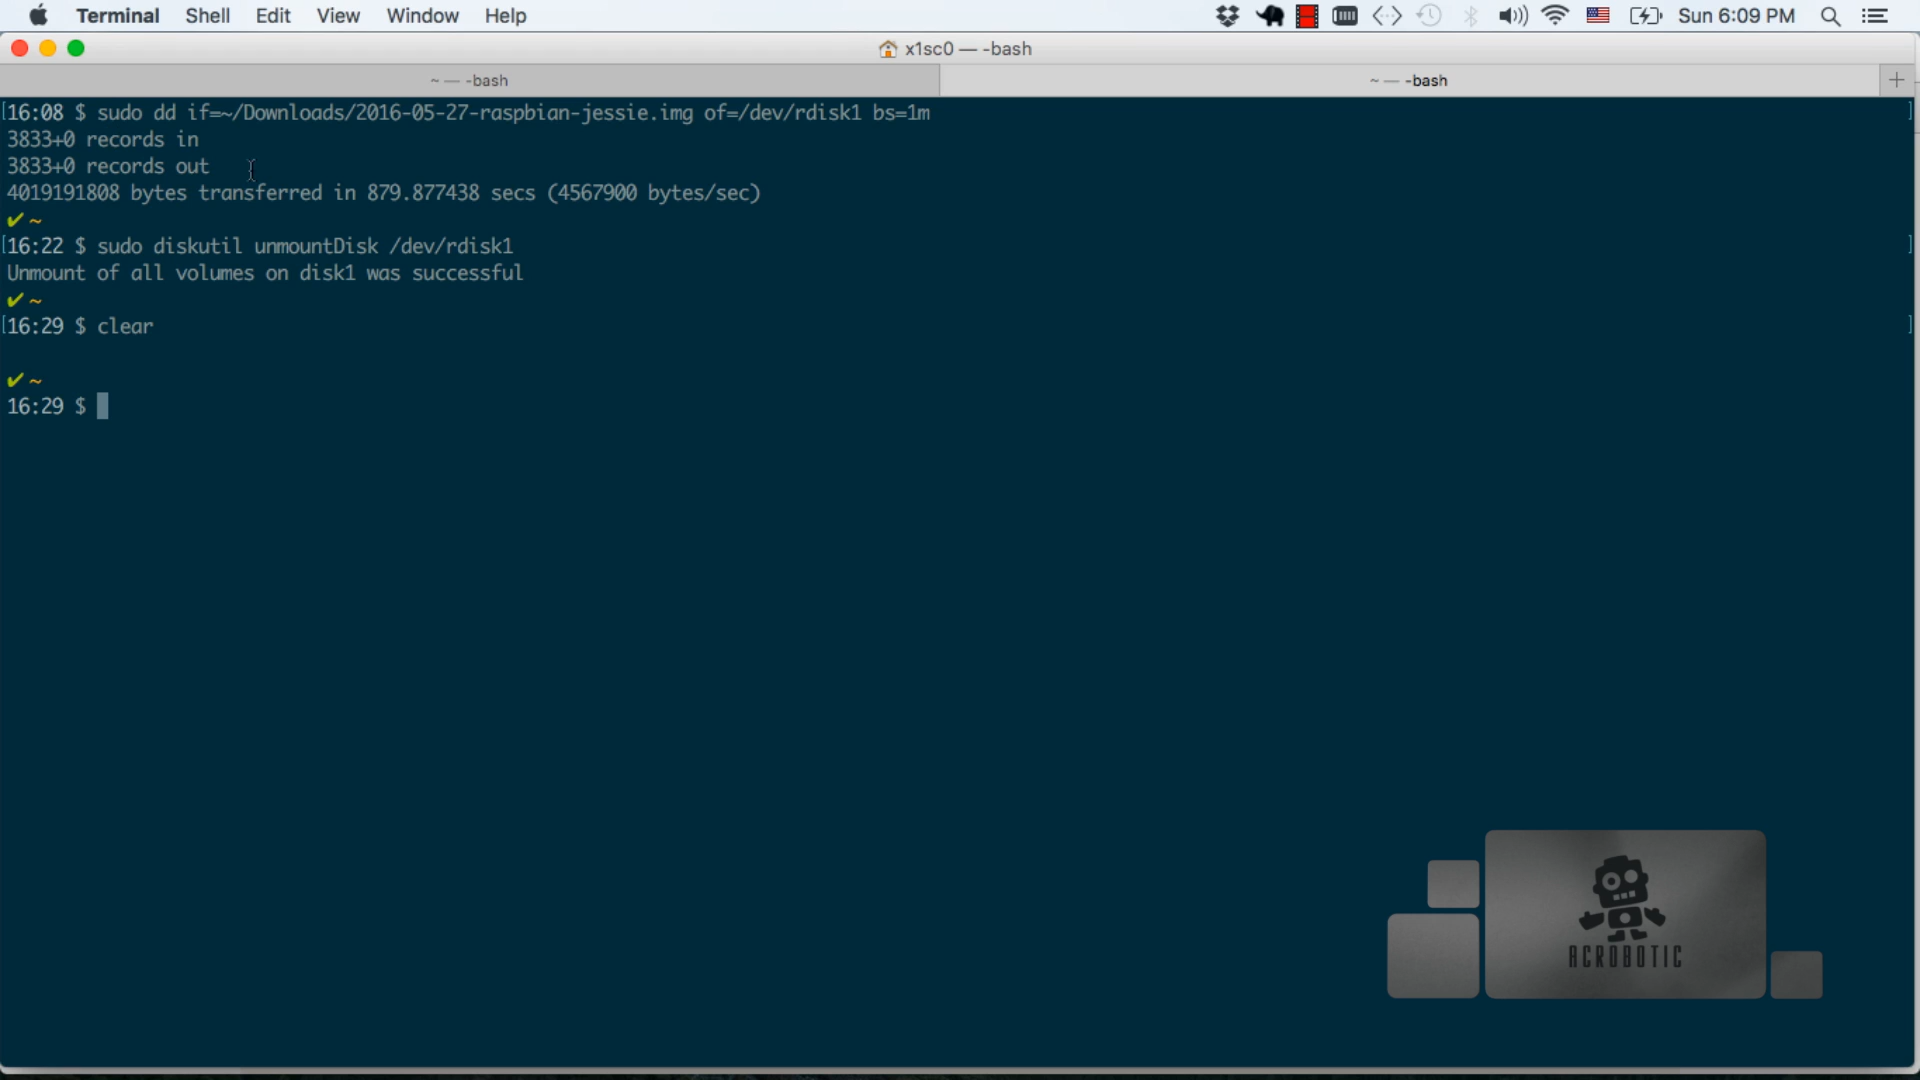 Terminal Shell Edit View Window Help Sun 6:09 PM
x1sc0 — -bash
~ — -bash ~ — -bash
[16:08 $ sudo dd if=~/Downloads/2016-05-27-raspbian-jessie.img of=/dev/rdisk1 bs=1m ]
3833+0 records in
3833+0 records out
4019191808 bytes transferred in 879.877438 secs (4567900 bytes/sec)
✔ ~
[16:22 $ sudo diskutil unmountDisk /dev/rdisk1 ]
Unmount of all volumes on disk1 was successful
✔ ~
[16:29 $ clear ]
✔ ~
16:29 $
ACROBOTIC